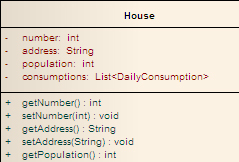 House
- number: int
- address: String
- population: int
- consumptions: List<DailyConsumption>
+ getNumber() : int
+ setNumber(int) : void
+ getAddress() : String
+ setAddress(String) : void
+ getPopulation() : int